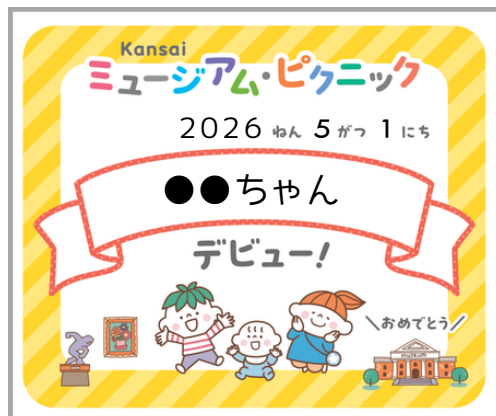 Kansai
ミュージアム・ピクニック
2026 ねん 5 がつ 1 にち
●●ちゃん
デビュー!
\おめでとう/
museum